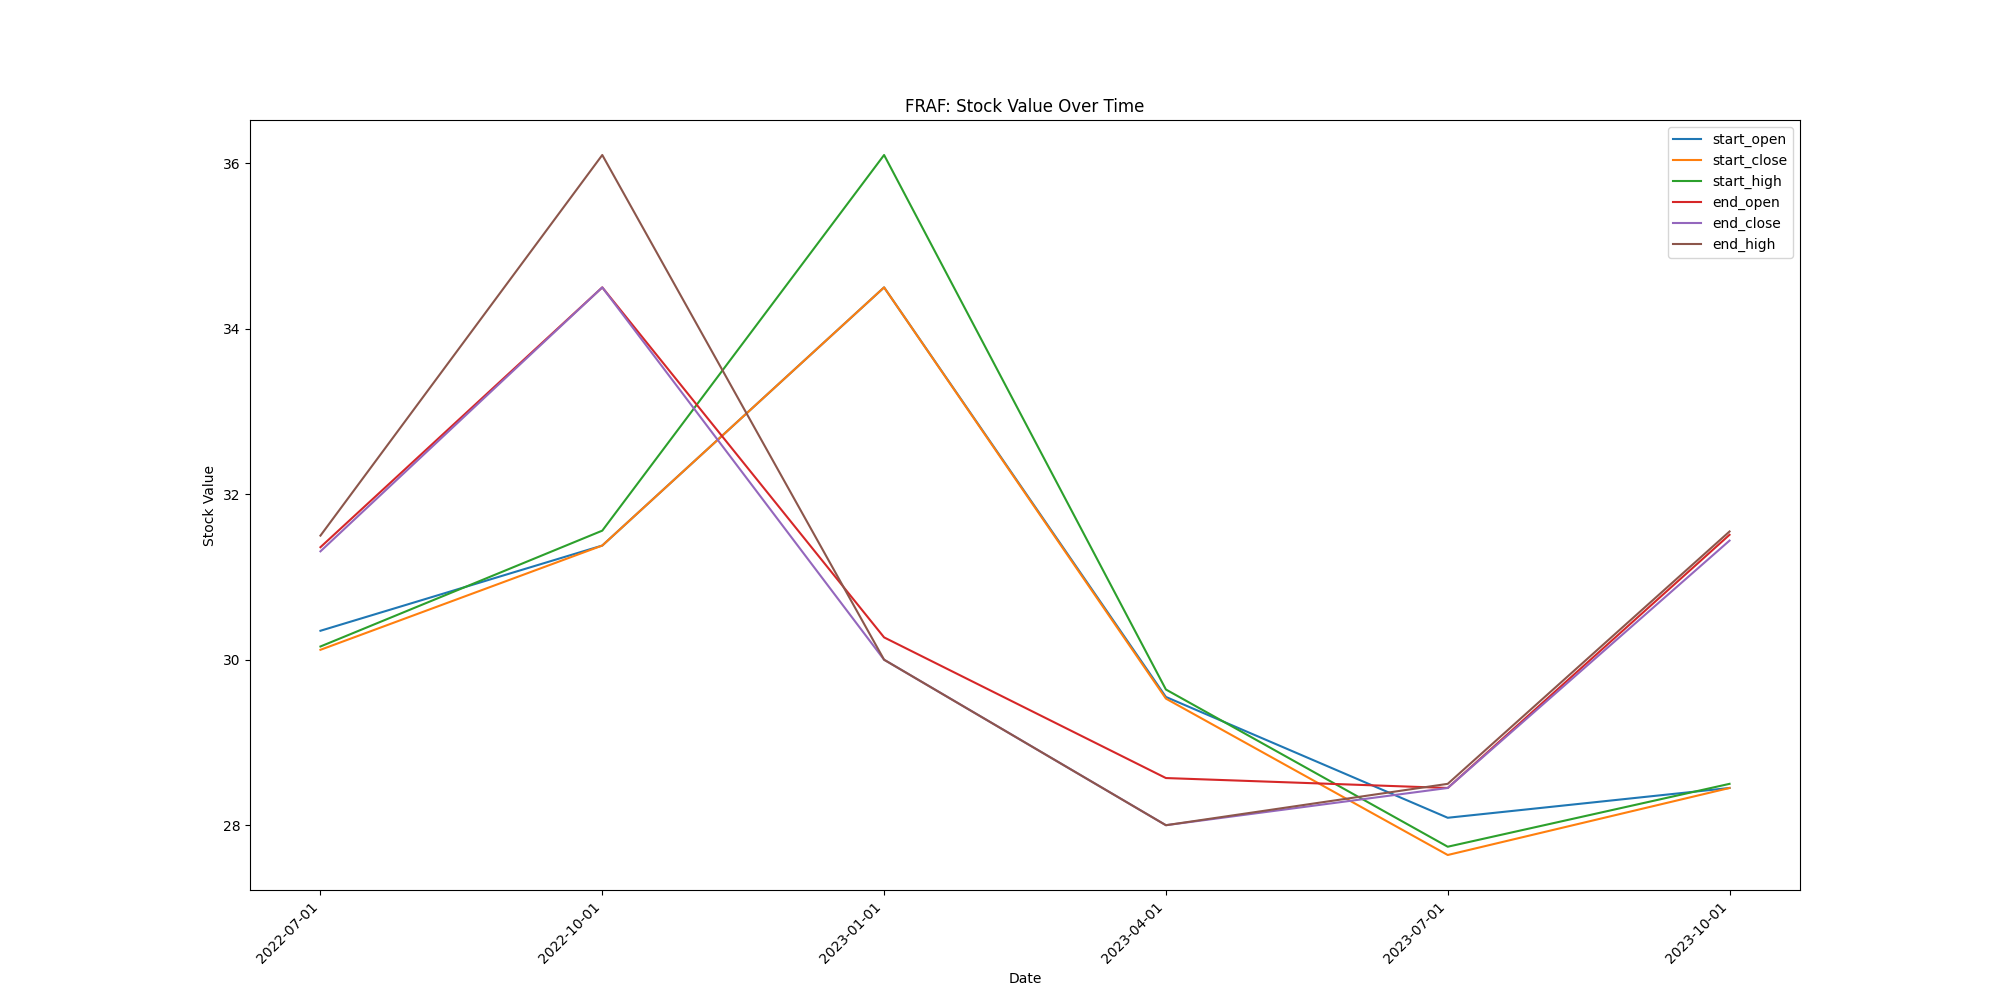 FRAF: Stock Value Over Time
start_open
start_close
start_high
end_open
end_close
end_high
Stock Value
36
34
32
30
28
2022-07-01
2022-10-01
2023-01-01
2023-04-01
2023-07-01
2023-10-01
Date